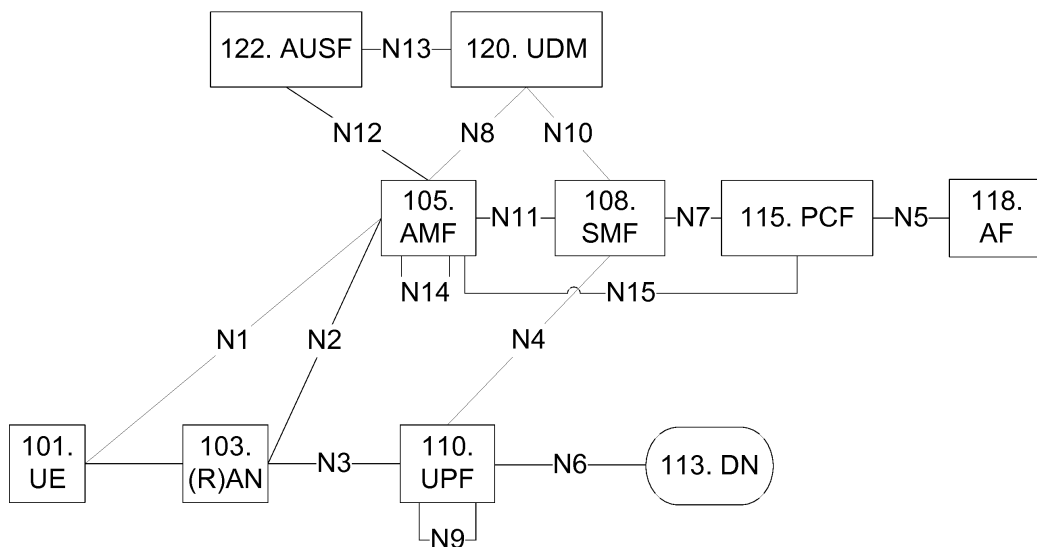 122. AUSF
N13
120. UDM
N12
N8
N10
105.
AMF
N11
108.
SMF
N7
115. PCF
N5
118.
AF
N14
N15
N1
N2
N4
101.
UE
103.
(R)AN
N3
110.
UPF
N6
113. DN
N9